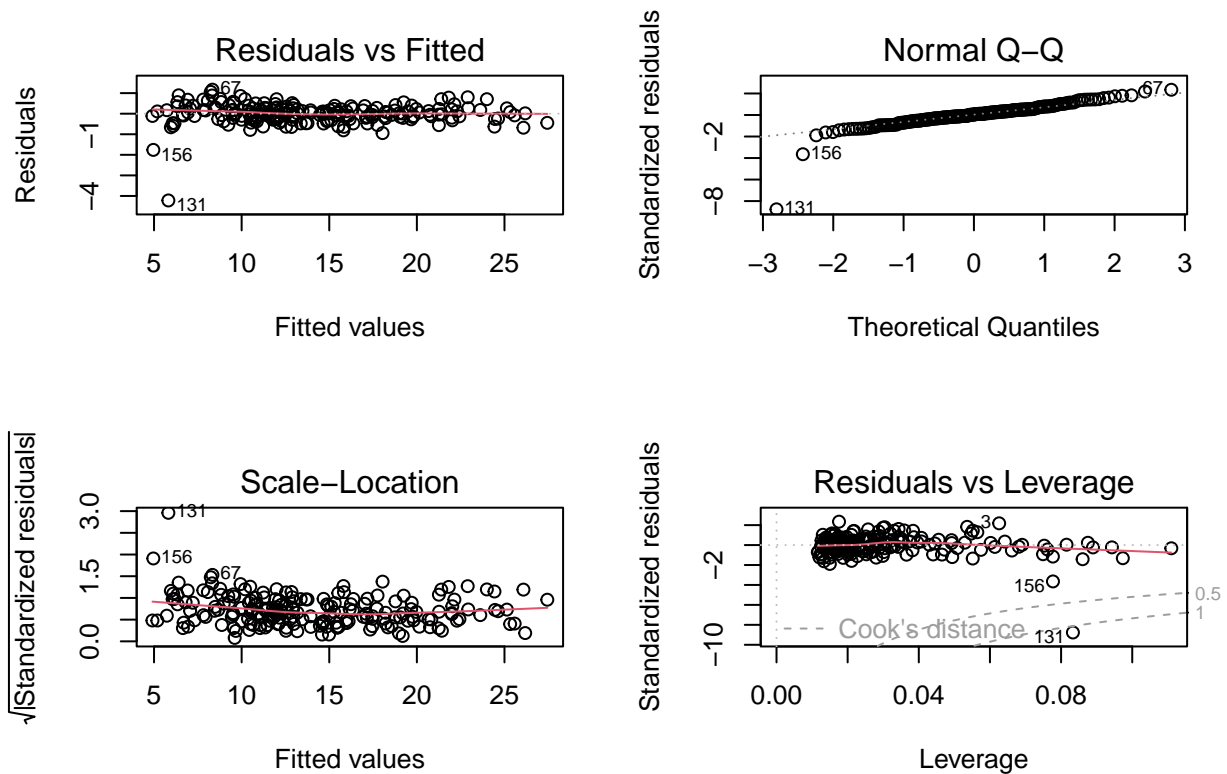 Residuals vs Fitted
Residuals
−1
−4
67
156
131
5 10 15 20 25
Fitted values
Normal Q−Q
Standardized residuals
−2
−8
67
156
131
−3 −2 −1 0 1 2 3
Theoretical Quantiles
Scale−Location
√|Standardized residuals|
3.0
1.5
0.0
131
156
67
5 10 15 20 25
Fitted values
Residuals vs Leverage
Standardized residuals
−2
−10
3
156
0.5
1
Cook's distance
131
0.00 0.04 0.08
Leverage